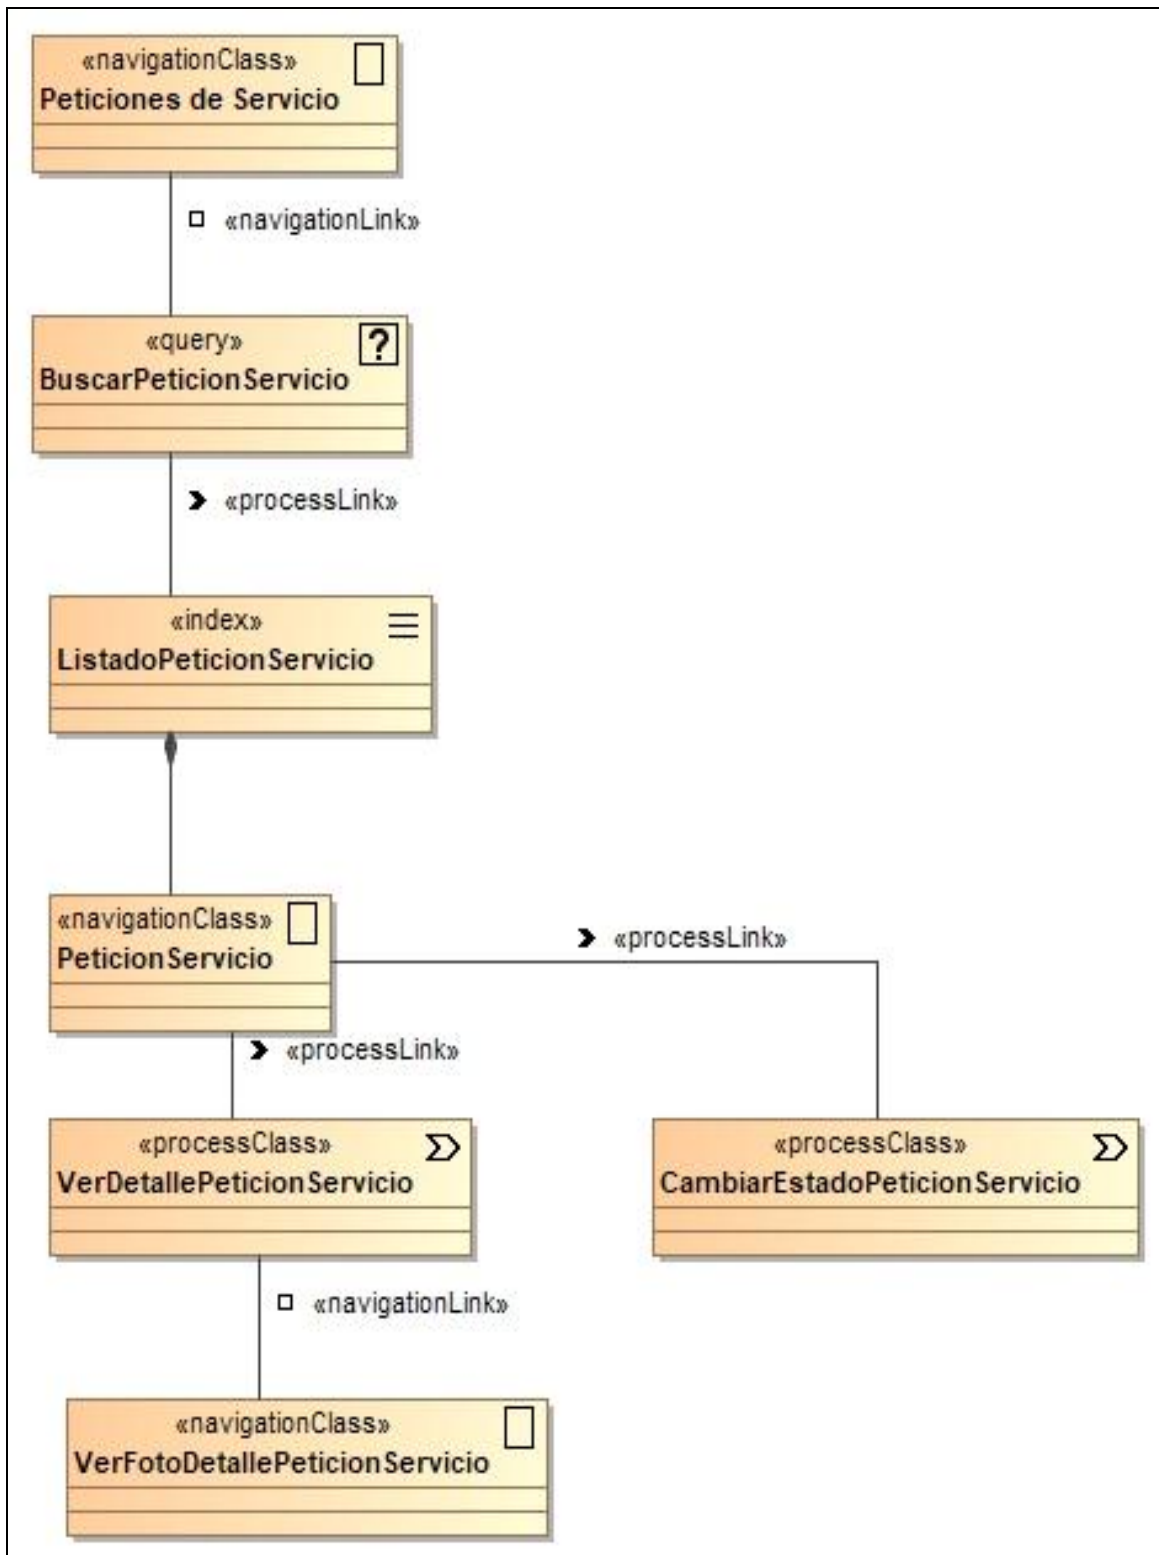 «navigationClass»
Peticiones de Servicio
«navigationLink»
«query»
?
BuscarPeticionServicio
«processLink»
«index»
ListadoPeticionServicio
«navigationClass»
PeticionServicio
«processLink»
«processLink»
«processClass»
VerDetallePeticionServicio
«processClass»
CambiarEstadoPeticionServicio
«navigationLink»
«navigationClass»
VerFotoDetallePeticionServicio